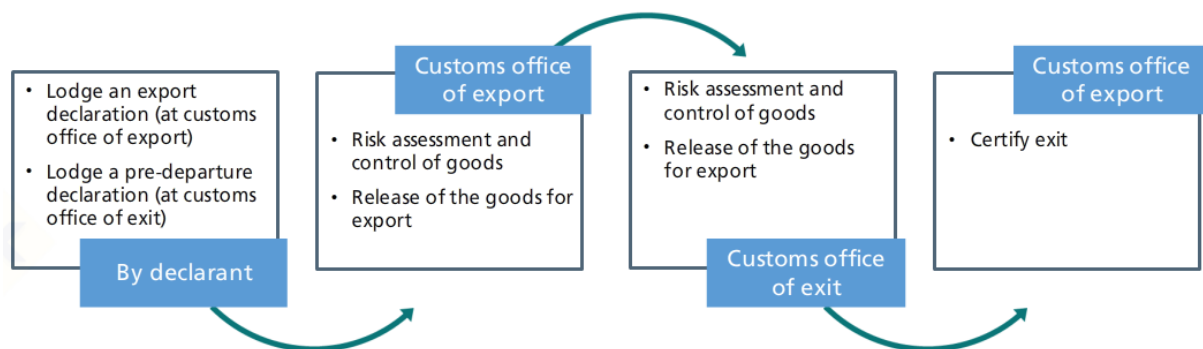 • Lodge an export
declaration (at customs
office of export)
• Lodge a pre-departure
declaration (at customs
office of exit)
By declarant
Customs office
of export
• Risk assessment and
control of goods
• Release of the goods for
export
• Risk assessment and
control of goods
• Release of the goods
for export
Customs office
of exit
Customs office
of export
• Certify exit